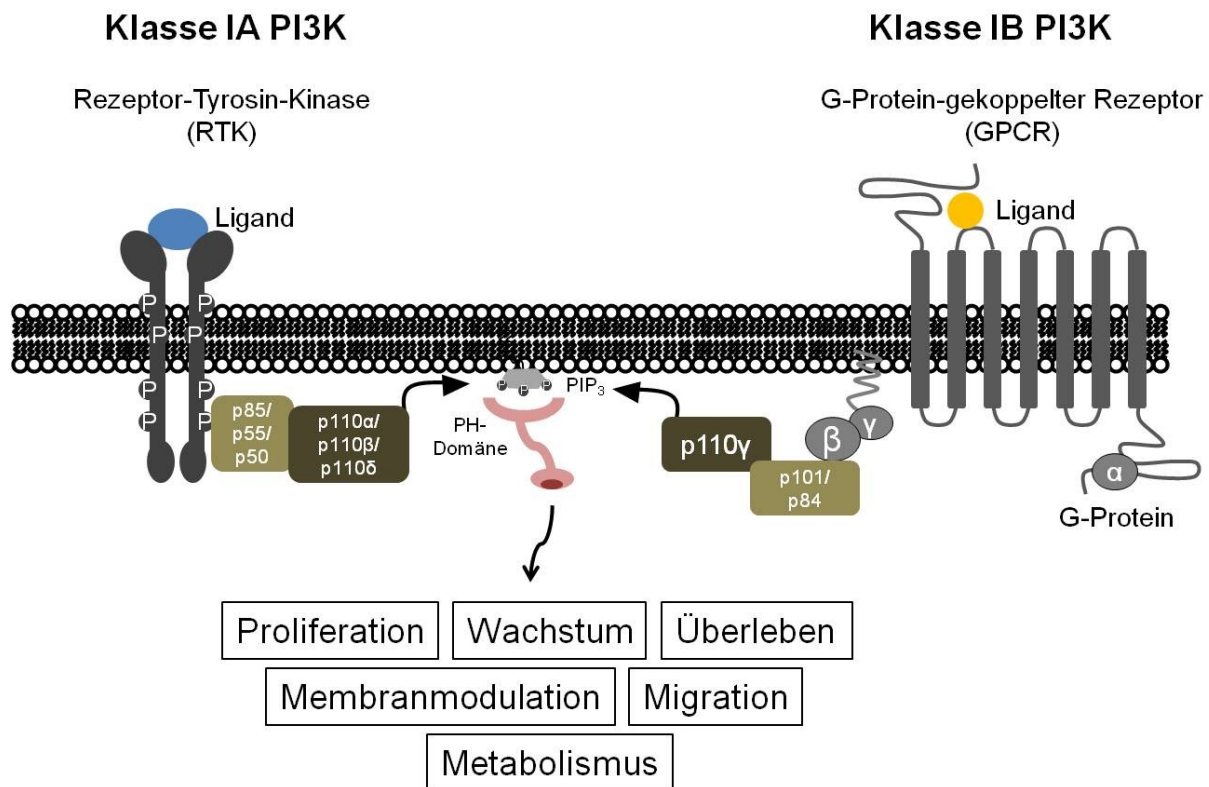 Klasse IA PI3K
Rezeptor-Tyrosin-Kinase
(RTK)
Ligand
P
P
P P
P
P
P
P
p85/
p55/
p50
p110α/
p110β/
p110δ
Klasse IB PI3K
G-Protein-gekoppelter Rezeptor
(GPCR)
Ligand
P P P
PIP₃
PH-
Domäne
p110γ
p101/
p84
β
γ
α
G-Protein
Proliferation
Wachstum
Überleben
Membranmodulation
Migration
Metabolismus